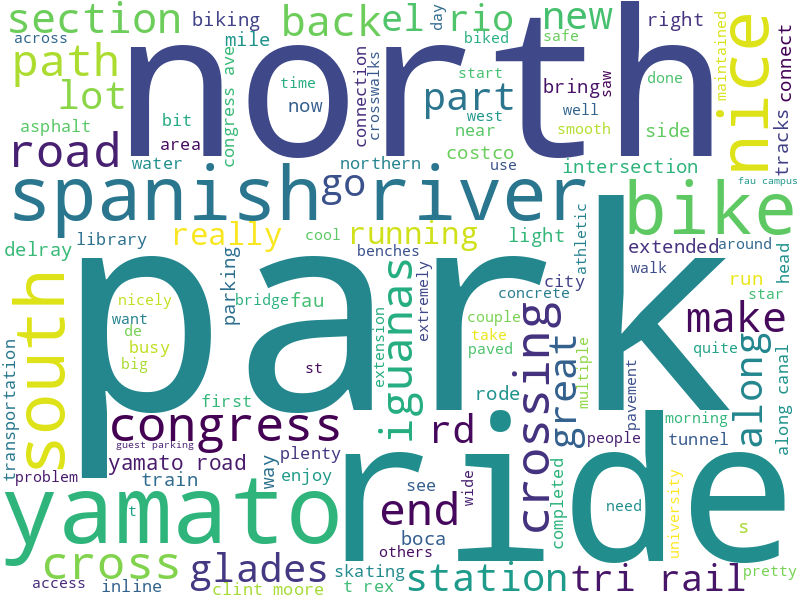 section
biking
back
el rio
new
right
across
mile
day
biked
safe
north
path
lot
asphalt
road
bit
area
water
congress ave
time
now
connection
crosswalks
start
part
west
near
costco
northern
use
bring
saw
well
smooth
done
side
intersection
maintained
nice
connect
tracks
fau campus
spanish river
go
bike
delray
library
really
running
cool
benches
light
athletic
extended
around
head
south
parking
city
walk
run
star
park
nicely
want
de
busy
big
bridge
fau
st
extension
iguanas
extremely
concrete
couple
take
paved
crossing
great
multiple
make
quite
pavement
along
along canal
transportation
first
rode
congress
guest parking
rd
people
morning
tunnel
problem
yamato road
way
plenty
train
enjoy
t
end
see
wide
boca
others
completed
ride
need
university
s
yamato
cross
glades
access
inline
clint moore
skating
t rex
station
tri rail
pretty